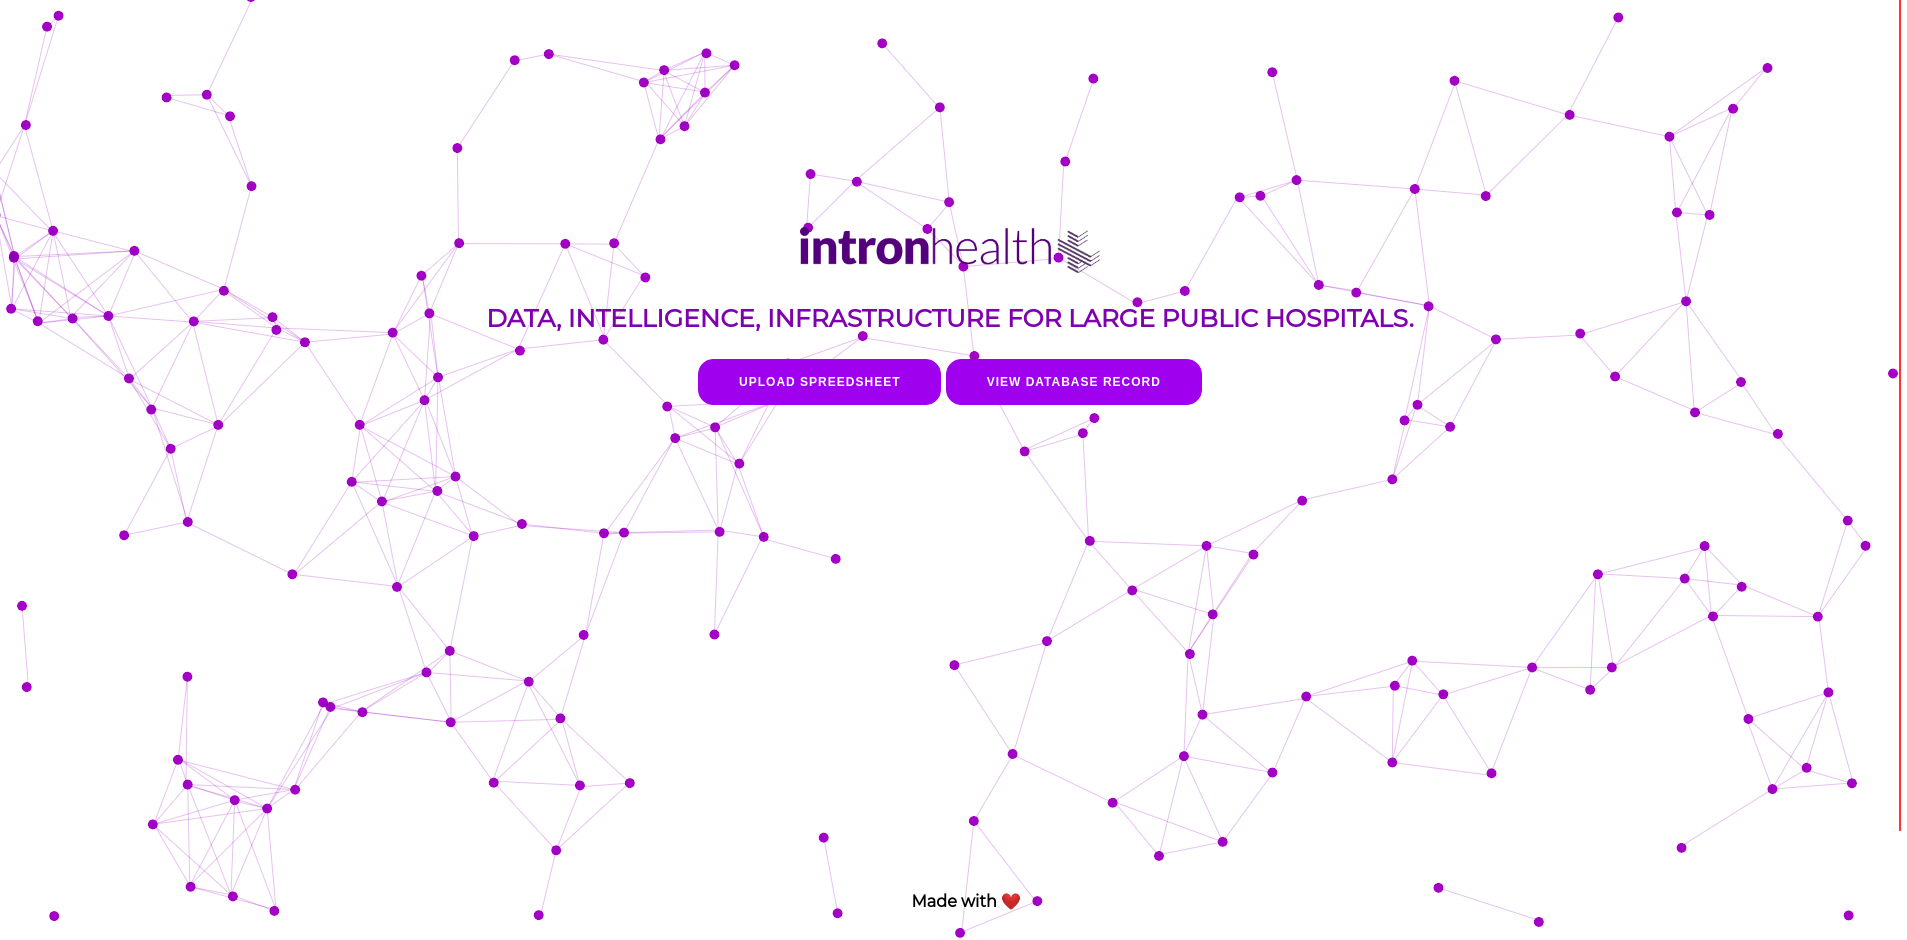 intronhealth
DATA, INTELLIGENCE, INFRASTRUCTURE FOR LARGE PUBLIC HOSPITALS.
UPLOAD SPREEDSHEET VIEW DATABASE RECORD
Made with ❤️